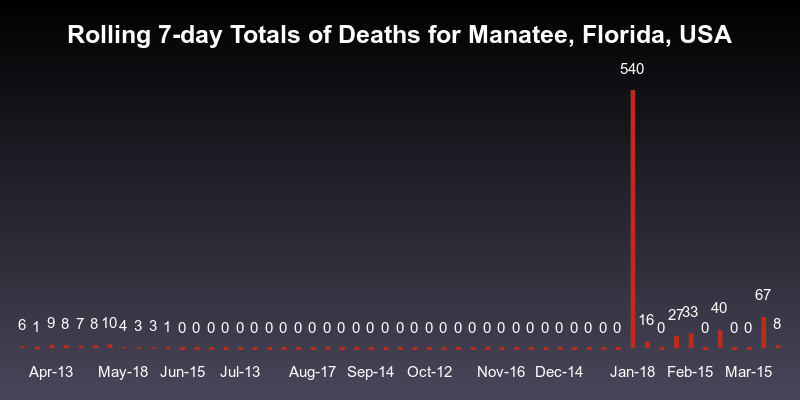 Rolling 7-day Totals of Deaths for Manatee, Florida, USA
540
6 1 9 8 7 8 10 4 3 3 1 0 0 0 0 0 0 0 0 0 0 0 0 0 0 0 0 0 0 0 0 0 0 0 0 0 0 0 0 0 0 0 16 0 27 33 0 40 0 0 67 8
Apr-13 May-18 Jun-15 Jul-13 Aug-17 Sep-14 Oct-12 Nov-16 Dec-14 Jan-18 Feb-15 Mar-15